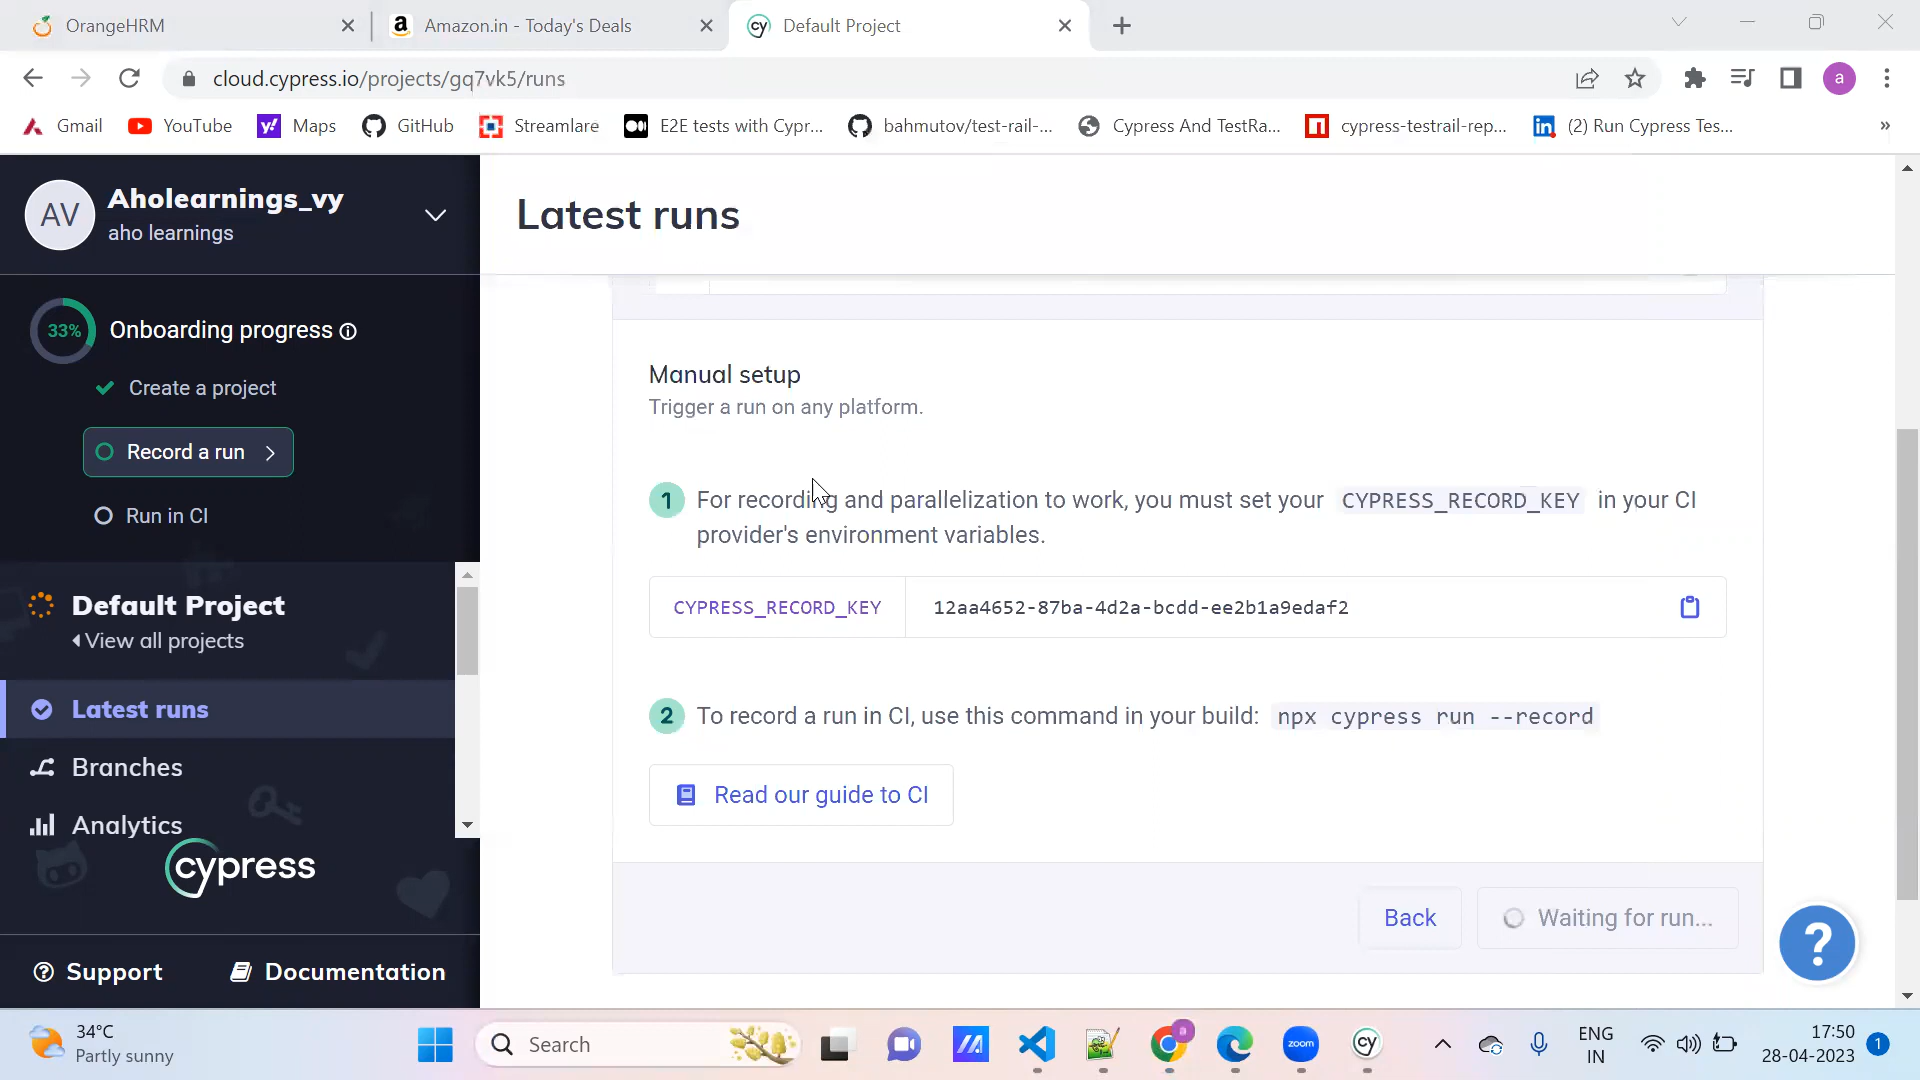 OrangeHRM
Amazon.in - Today's Deals
Default Project
cloud.cypress.io/projects/gq7vk5/runs
a
Gmail
YouTube
Maps
GitHub
Streamlare
E2E tests with Cypr...
bahmutov/test-rail-...
Cypress And TestRa...
cypress-testrail-rep...
(2) Run Cypress Tes...
»
AV
Aholearnings_vy
aho learnings
33%
Onboarding progress
Create a project
Record a run
Run in CI
Default Project
View all projects
Latest runs
Branches
Analytics
cypress
Support
Documentation
Latest runs
Manual setup
Trigger a run on any platform.
1 For recording and parallelization to work, you must set your CYPRESS_RECORD_KEY in your CI
provider's environment variables.
CYPRESS_RECORD_KEY 12aa4652-87ba-4d2a-bcdd-ee2b1a9edaf2
2 To record a run in CI, use this command in your build: npx cypress run --record
Read our guide to CI
Back
Waiting for run...
?
34°C
Partly sunny
Search
zoom
cy
ENG
IN
17:50
28-04-2023
1